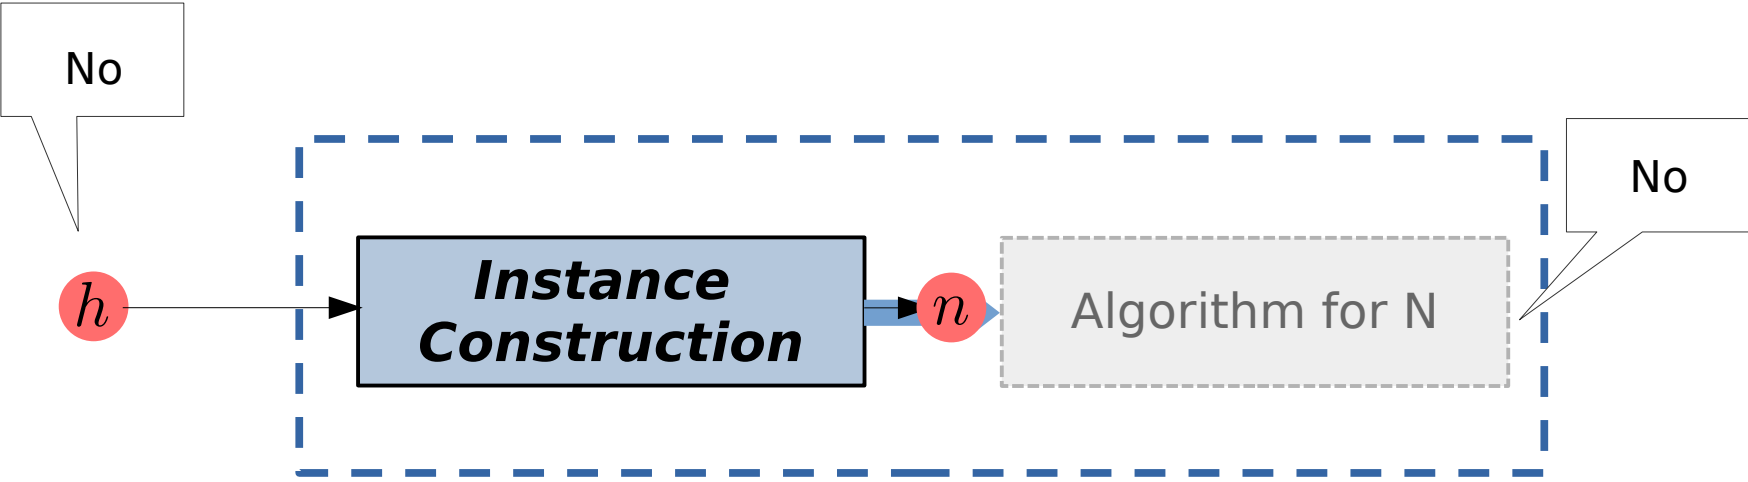 No
No
h
Instance
Construction
n
Algorithm for N